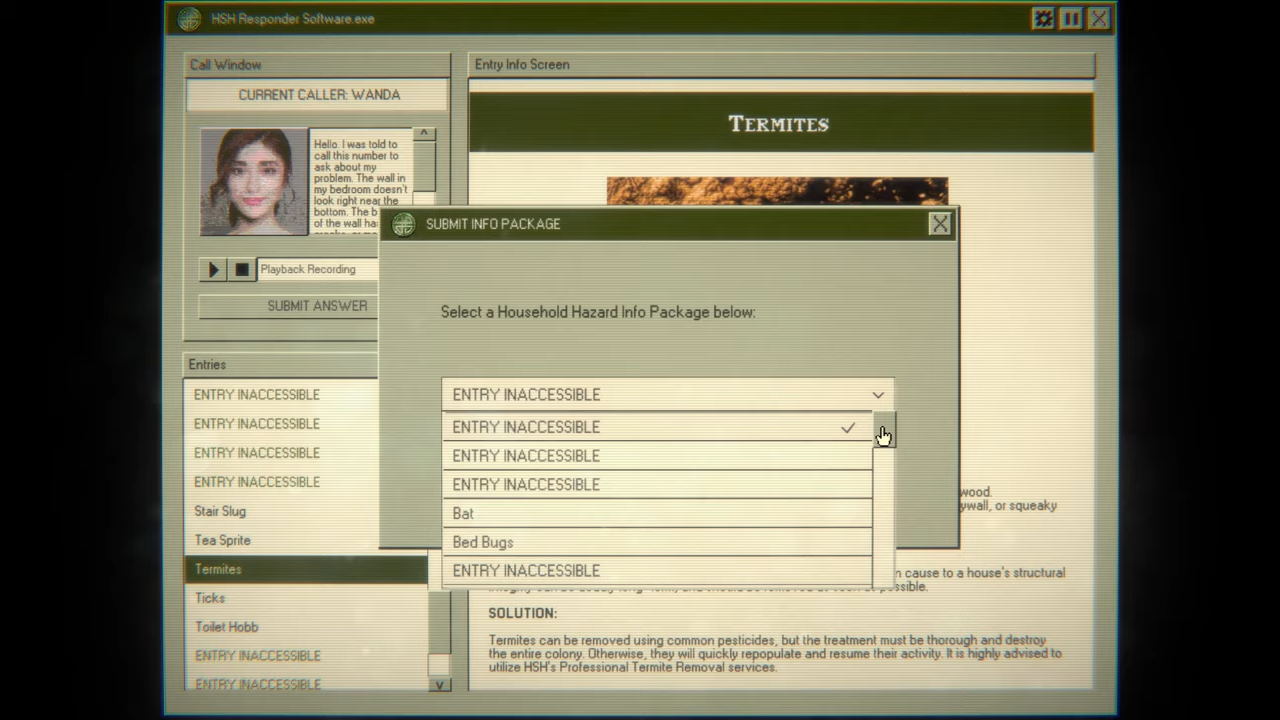 HSH Responder Software.exe
Call Window
CURRENT CALLER: WANDA
Hello. I was told to
call this number to
ask about my
problem. The wall in
my bedroom doesn't
look right near the
bottom. The b
of the wall ha
Playback Recording
SUBMIT ANSWER
Entries
ENTRY INACCESSIBLE
ENTRY INACCESSIBLE
ENTRY INACCESSIBLE
ENTRY INACCESSIBLE
Stair Slug
Tea Sprite
Termites
Ticks
Toilet Hobb
ENTRY INACCESSIBLE
ENTRY INACCESSIBLE
Entry Info Screen
TERMITES
SUBMIT INFO PACKAGE
Select a Household Hazard Info Package below:
ENTRY INACCESSIBLE
ENTRY INACCESSIBLE
ENTRY INACCESSIBLE
ENTRY INACCESSIBLE
Bat
Bed Bugs
ENTRY INACCESSIBLE
wood.
ywall, or squeaky
n cause to a house's structural
SOLUTION:
Termites can be removed using common pesticides, but the treatment must be thorough and destroy
the entire colony. Otherwise, they will quickly repopulate and resume their activity. It is highly advised to
utilize HSH's Professional Termite Removal services.